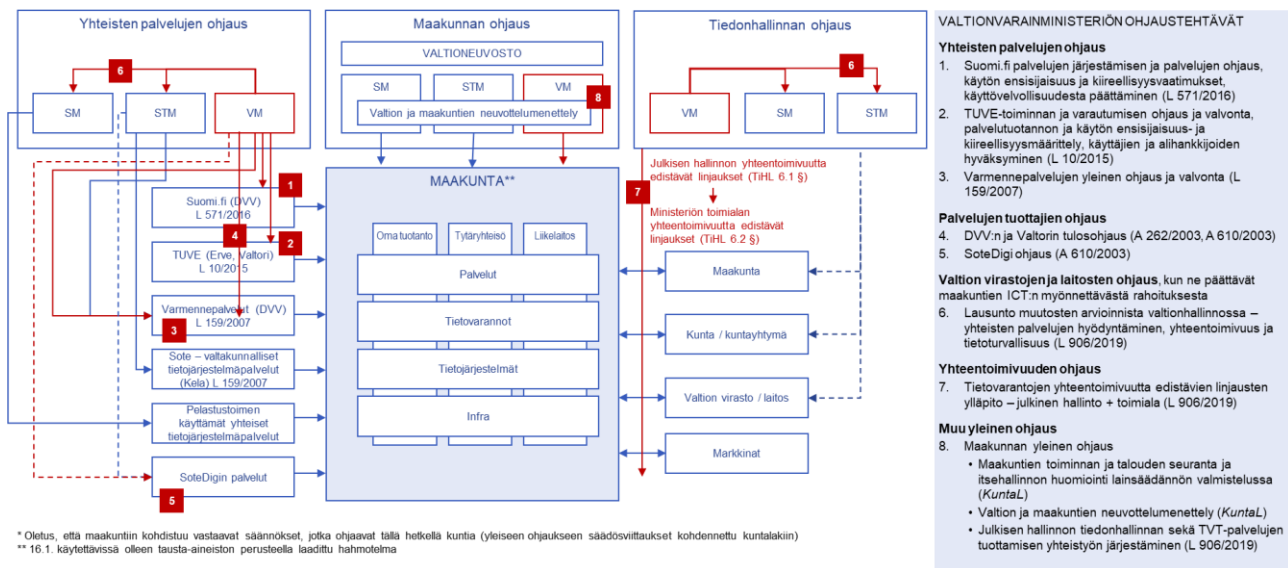 Yhteisten palvelujen ohjaus
6
SM
STM
VM
Maakunnan ohjaus
VALTIONEUVOSTO
SM
STM
VM
8
Valtion ja maakuntien neuvottelumenettely
Tiedonhallinnan ohjaus
6
VM
SM
STM
1
Suomi.fi (DVV)
L 571/2016
4
2
TUVE (Erve, Valtori)
L 10/2015
Varmennepalvelut (DVV)
L 159/2007
3
Sote – valtakunnalliset
tietojärjestelmäpalvelut
(Kela) L 159/2007
Pelastustoimen
käyttämät yhteiset
tietojärjestelmäpalvelut
SoteDigin palvelut
5
MAAKUNTA**
Oma tuotanto
Tytäryhteisö
Liikelaitos
Palvelut
Tietovarannot
Tietojärjestelmät
Infra
7
Julkisen hallinnon yhteentoimivuutta
edistävät linjaukset (TiHL 6.1 §)
Ministeriön toimialan
yhteentoimivuutta edistävät
linjaukset (TiHL 6.2 §)
Maakunta
Kunta / kuntayhtymä
Valtion virasto / laitos
Markkinat
* Oletus, että maakuntiin kohdistuu vastaavat säännökset, jotka ohjaavat tällä hetkellä kuntia (yleiseen ohjaukseen säädösviittaukset kohdennettu kuntalakiin)
** 16.1. käytettävissä olleen tausta-aineiston perusteella laadittu hahmotelma
VALTIONVARAINMINISTERIÖN OHJAUSTEHTÄVÄT
Yhteisten palvelujen ohjaus
1. Suomi.fi palvelujen järjestämisen ja palvelujen ohjaus,
käytön ensisijaisuus ja kiireellisyysvaatimukset,
käyttövelvollisuudesta päättäminen (L 571/2016)
2. TUVE-toiminnan ja varautumisen ohjaus ja valvonta,
palvelutuotannon ja käytön ensisijaisuus- ja
kiireellisyysmäärittely, käyttäjien ja alihankkijoiden
hyväksyminen (L 10/2015)
3. Varmennepalvelujen yleinen ohjaus ja valvonta (L
159/2007)
Palvelujen tuottajien ohjaus
4. DVV:n ja Valtorin tulosohjaus (A 262/2003, A 610/2003)
5. SoteDigi ohjaus (A 610/2003)
Valtion virastojen ja laitosten ohjaus, kun ne päättävät
maakuntien ICT:n myönnettävästä rahoituksesta
6. Lausunto muutosten arvioinnista valtionhallinnossa –
yhteisten palvelujen hyödyntäminen, yhteentoimivuus ja
tietoturvallisuus (L 906/2019)
Yhteentoimivuuden ohjaus
7. Tietovarantojen yhteentoimivuutta edistävien linjausten
ylläpito – julkinen hallinto + toimiala (L 906/2019)
Muu yleinen ohjaus
8. Maakunnan yleinen ohjaus
• Maakuntien toiminnan ja talouden seuranta ja
itsehallinnon huomiointi lainsäädännön valmistelussa
(KuntaL)
• Valtion ja maakuntien neuvottelumenettely (KuntaL)
• Julkisen hallinnon tiedonhallinnan sekä TVT-palvelujen
tuottamisen yhteistyön järjestäminen (L 906/2019)